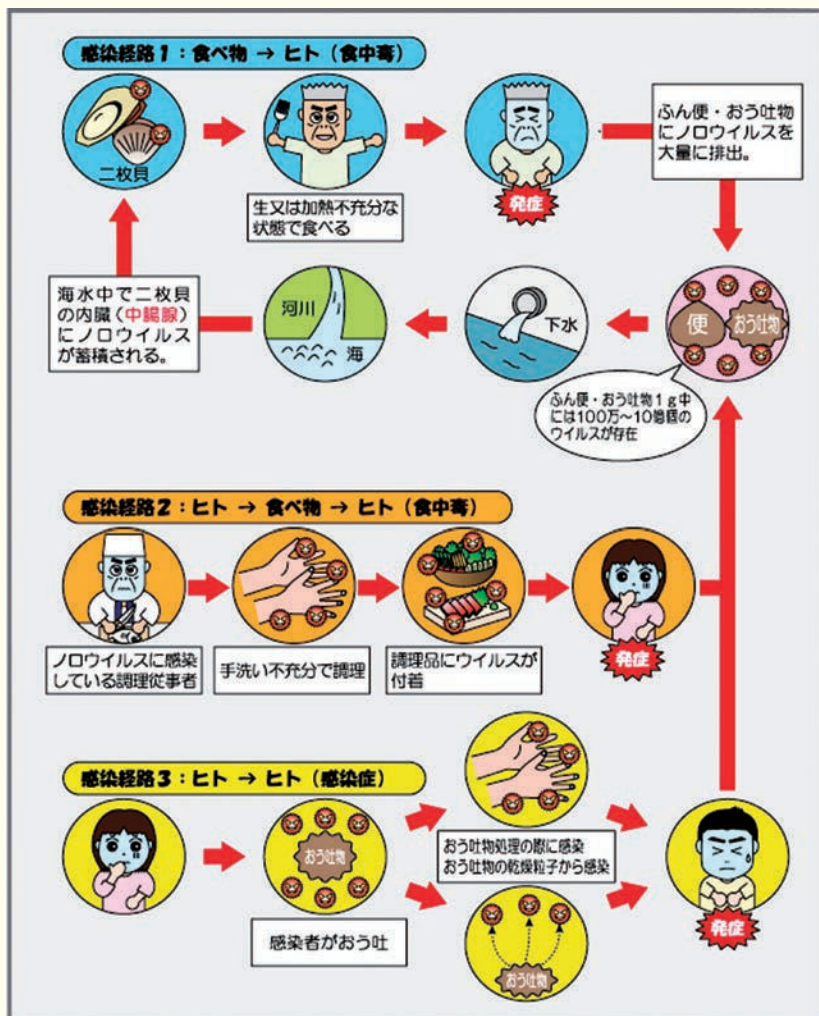 感染経路1:食べ物 → ヒト(食中毒)
二枚貝
生又は加熱不充分な
状態で食べる
発症
ふん便・おう吐物
にノロウイルスを
大量に排出。
便
おう吐物
ふん便・おう吐物1g中
には100万~10億個の
ウイルスが存在
下水
河川
海
海水中で二枚貝
の内臓(中腸腺)
にノロウイルス
が蓄積される。
感染経路2:ヒト → 食べ物 → ヒト(食中毒)
ノロウイルスに感染
している調理従事者
手洗い不充分で調理
調理品にウイルスが
付着
発症
感染経路3:ヒト → ヒト(感染症)
おう吐物
感染者がおう吐
おう吐物処理の際に感染
おう吐物の乾燥粒子から感染
おう吐物
発症